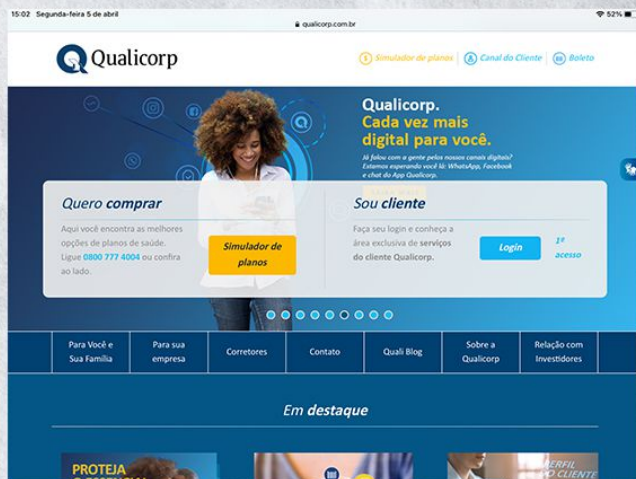 15:02 Segunda-feira 5 de abril
qualicorp.com.br
52%
Qualicorp
Simulador de planos
Canal do Cliente
Boleto
Qualicorp.
Cada vez mais
digital para você.
Já falou com a gente pelos nossos canais digitais?
Estamos esperando você lá: WhatsApp, Facebook
e chat do App Qualicorp.
Quero comprar
Aqui você encontra as melhores
opções de planos de saúde.
Ligue 0800 777 4004 ou confira
ao lado.
Simulador de
planos
Sou cliente
Faça seu login e conheça a
área exclusiva de serviços
do cliente Qualicorp.
Login
1º
acesso
Para Você e
Sua Família
Para sua
empresa
Corretores
Contato
Quali Blog
Sobre a
Qualicorp
Relação com
Investidores
Em destaque
PROTEJA
PERFIL
DO CLIENTE